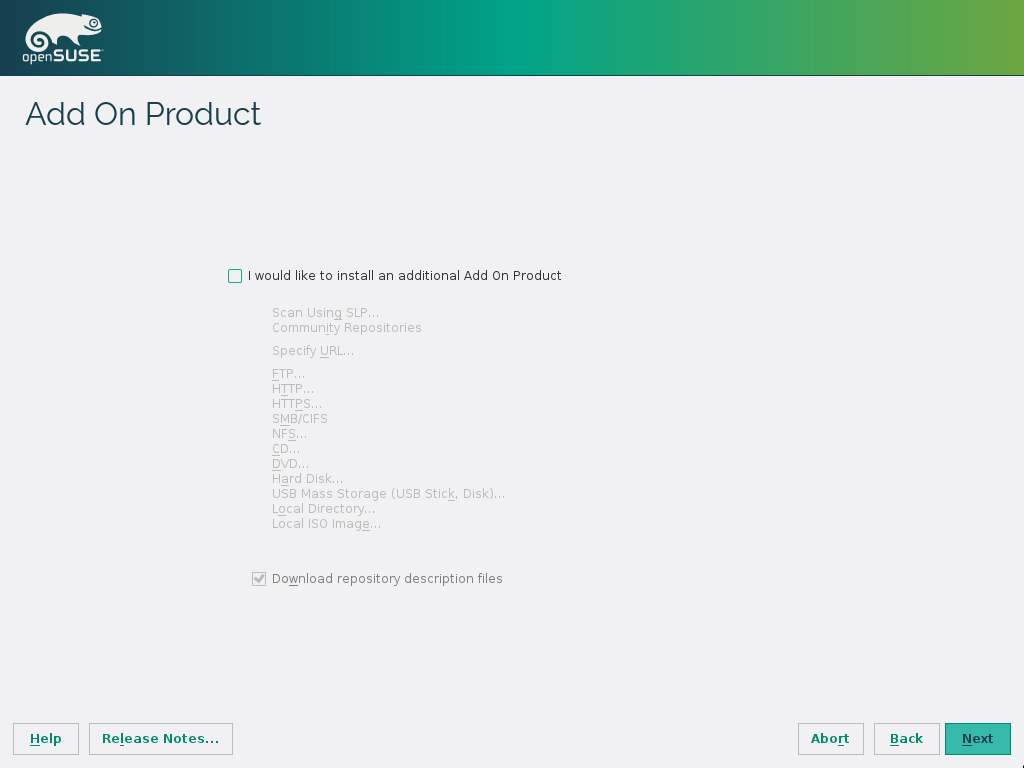 openSUSE
Add On Product
I would like to install an additional Add On Product
Scan Using SLP...
Community Repositories
Specify URL...
FTP...
HTTP...
HTTPS...
SMB/CIFS
NFS...
CD...
DVD...
Hard Disk...
USB Mass Storage (USB Stick, Disk)...
Local Directory...
Local ISO Image...
Download repository description files
Help Release Notes... Abort Back Next